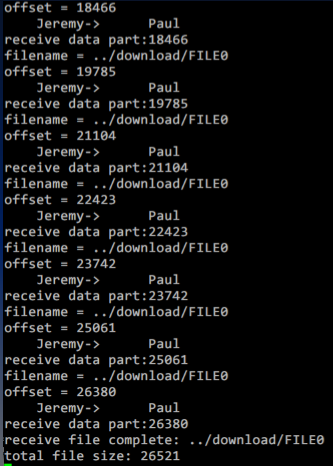 offset = 18466
    Jeremy->      Paul
receive data part:18466
filename = ../download/FILE0
offset = 19785
    Jeremy->      Paul
receive data part:19785
filename = ../download/FILE0
offset = 21104
    Jeremy->      Paul
receive data part:21104
filename = ../download/FILE0
offset = 22423
    Jeremy->      Paul
receive data part:22423
filename = ../download/FILE0
offset = 23742
    Jeremy->      Paul
receive data part:23742
filename = ../download/FILE0
offset = 25061
    Jeremy->      Paul
receive data part:25061
filename = ../download/FILE0
offset = 26380
    Jeremy->      Paul
receive data part:26380
receive file complete: ../download/FILE0
total file size: 26521